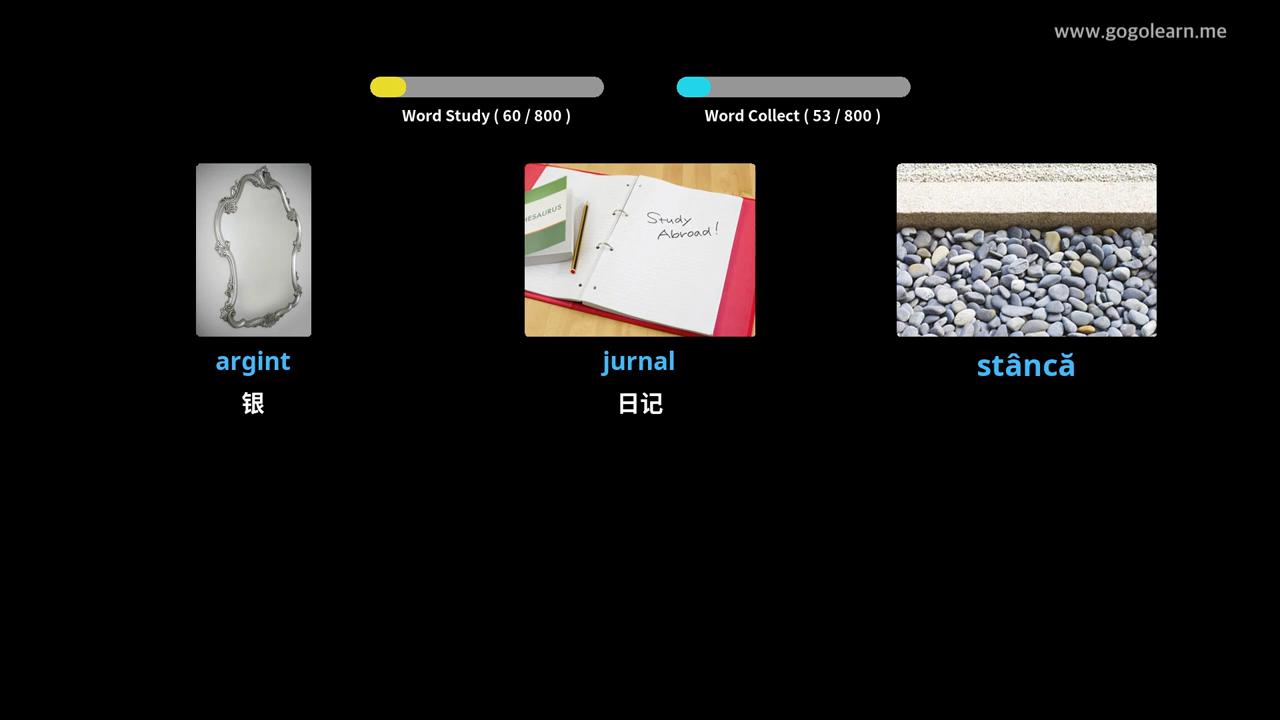 www.gogolearn.me
Word Study ( 60 / 800 )
Word Collect ( 53 / 800 )
HESAURUS
Study
Abroad!
argint
jurnal
stâncă
银
日记